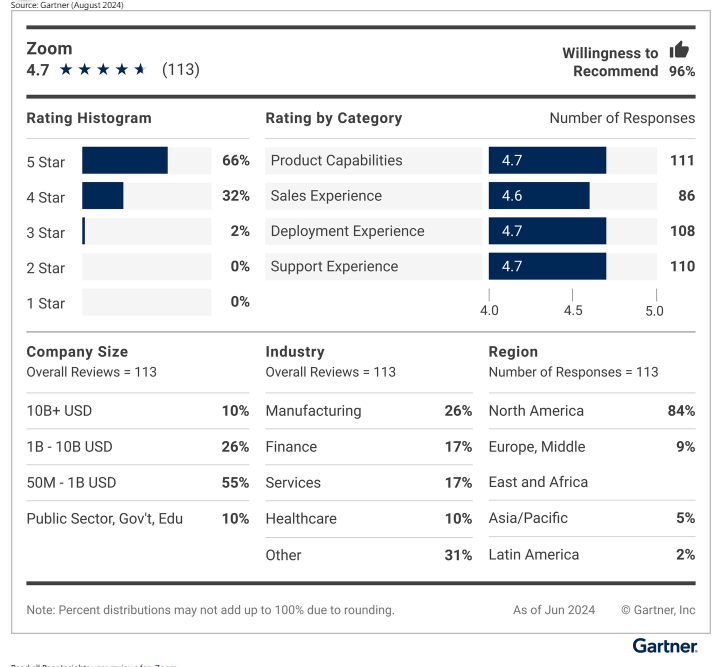 Source: Gartner (August 2024)
Zoom
4.7 ★ ★ ★ ★ ★ (113)
Willingness to
Recommend 96%
Rating Histogram
5 Star 66%
4 Star 32%
3 Star 2%
2 Star 0%
1 Star 0%
Rating by Category Number of Responses
Product Capabilities 4.7 111
Sales Experience 4.6 86
Deployment Experience 4.7 108
Support Experience 4.7 110
4.0 4.5 5.0
Company Size
Overall Reviews = 113
10B+ USD 10%
1B - 10B USD 26%
50M - 1B USD 55%
Public Sector, Gov't, Edu 10%
Industry
Overall Reviews = 113
Manufacturing 26%
Finance 17%
Services 17%
Healthcare 10%
Other 31%
Region
Number of Responses = 113
North America 84%
Europe, Middle 9%
East and Africa
Asia/Pacific 5%
Latin America 2%
Note: Percent distributions may not add up to 100% due to rounding.
As of Jun 2024 © Gartner, Inc
Gartner